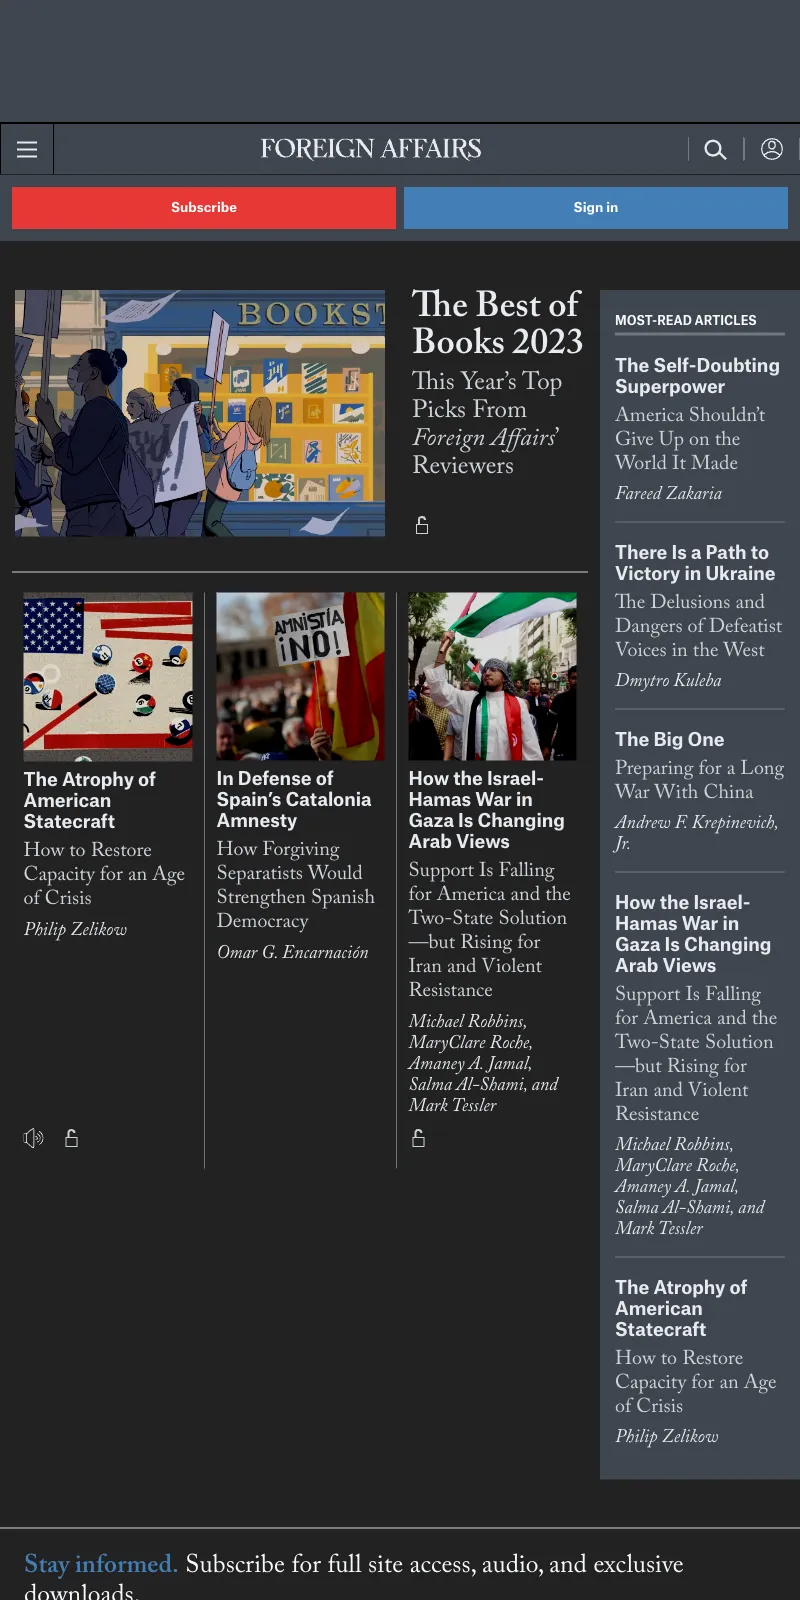 FOREIGN AFFAIRS
Subscribe
Sign in
BOOKST
The Best of
Books 2023
This Year’s Top
Picks From
Foreign Affairs’
Reviewers
The Atrophy of
American
Statecraft
How to Restore
Capacity for an Age
of Crisis
Philip Zelikow
AMNISTÍA
¡NO!
In Defense of
Spain’s Catalonia
Amnesty
How Forgiving
Separatists Would
Strengthen Spanish
Democracy
Omar G. Encarnación
How the Israel-
Hamas War in
Gaza Is Changing
Arab Views
Support Is Falling
for America and the
Two-State Solution
—but Rising for
Iran and Violent
Resistance
Michael Robbins,
MaryClare Roche,
Amaney A. Jamal,
Salma Al-Shami, and
Mark Tessler
MOST-READ ARTICLES
The Self-Doubting
Superpower
America Shouldn’t
Give Up on the
World It Made
Fareed Zakaria
There Is a Path to
Victory in Ukraine
The Delusions and
Dangers of Defeatist
Voices in the West
Dmytro Kuleba
The Big One
Preparing for a Long
War With China
Andrew F. Krepinevich,
Jr.
How the Israel-
Hamas War in
Gaza Is Changing
Arab Views
Support Is Falling
for America and the
Two-State Solution
—but Rising for
Iran and Violent
Resistance
Michael Robbins,
MaryClare Roche,
Amaney A. Jamal,
Salma Al-Shami, and
Mark Tessler
The Atrophy of
American
Statecraft
How to Restore
Capacity for an Age
of Crisis
Philip Zelikow
Stay informed. Subscribe for full site access, audio, and exclusive
downloads.